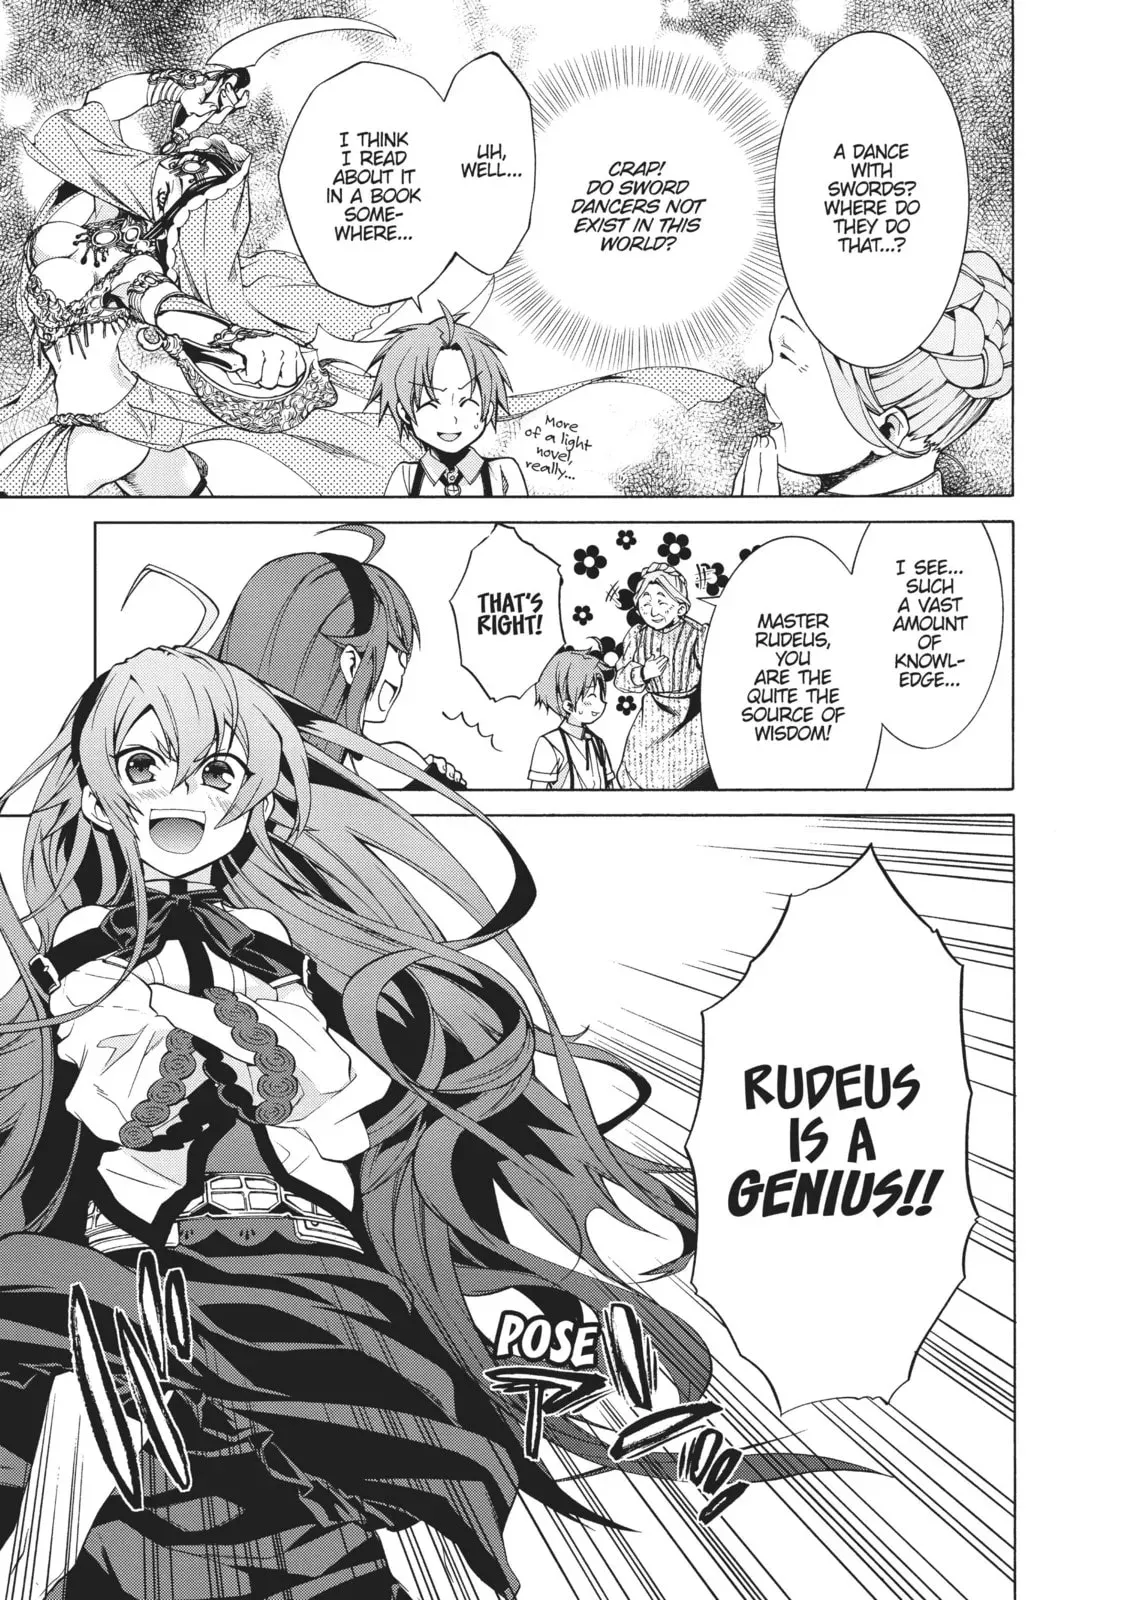 A DANCE
WITH
SWORDS?
WHERE DO
THEY DO
THAT...?
CRAP!
DO SWORD
DANCERS NOT
EXIST IN THIS
WORLD?
UH,
WELL...
I THINK
I READ
ABOUT IT
IN A BOOK
SOME-
WHERE...
More
of a light
novel,
really...
I SEE...
SUCH
A VAST
AMOUNT
OF
KNOWL-
EDGE...
MASTER
RUDEUS,
YOU
ARE THE
QUITE THE
SOURCE OF
WISDOM!
THAT'S
RIGHT!
RUDEUS
IS A
GENIUS!!
POSE